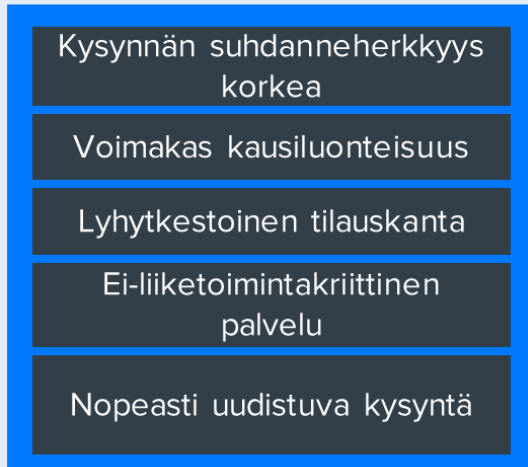 Kysynnän suhdanneherkkyys
korkea
Voimakas kausiluonteisuus
Lyhytkestoinen tilauskanta
Ei-liiketoimintakriittinen
palvelu
Nopeasti uudistuva kysyntä